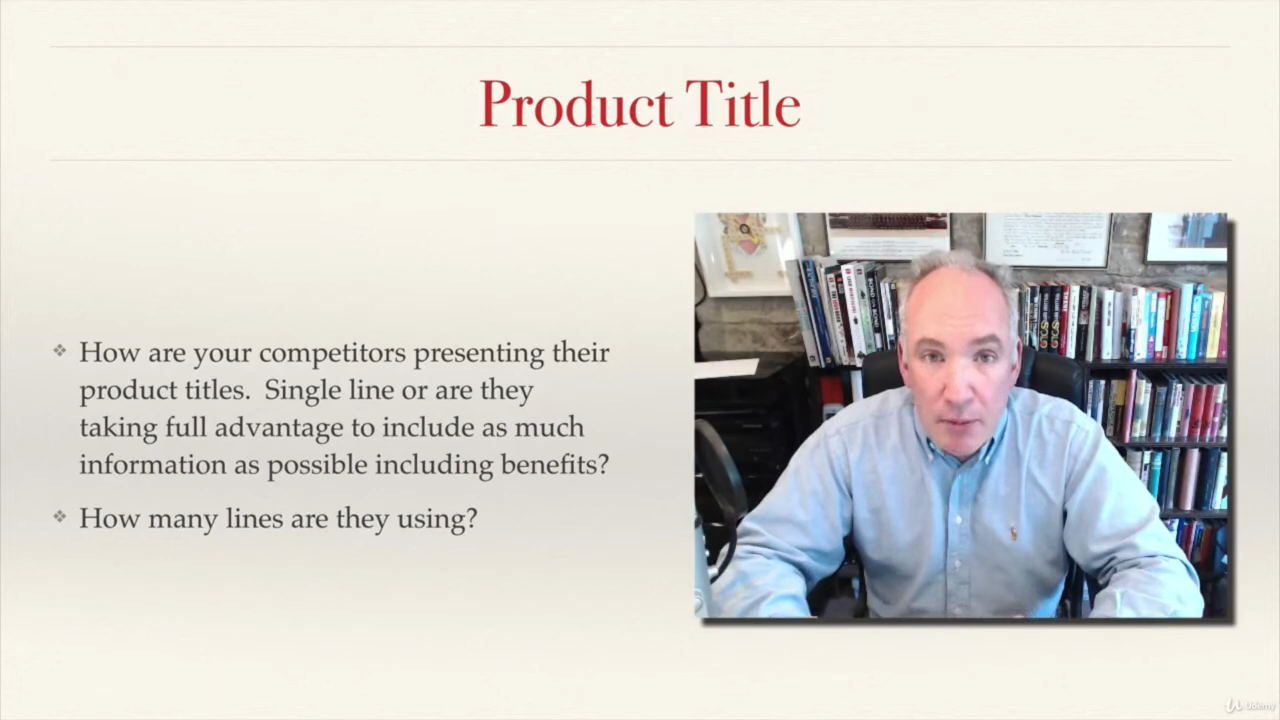 Product Title
How are your competitors presenting their
product titles.  Single line or are they
taking full advantage to include as much
information as possible including benefits?
How many lines are they using?
Udemy